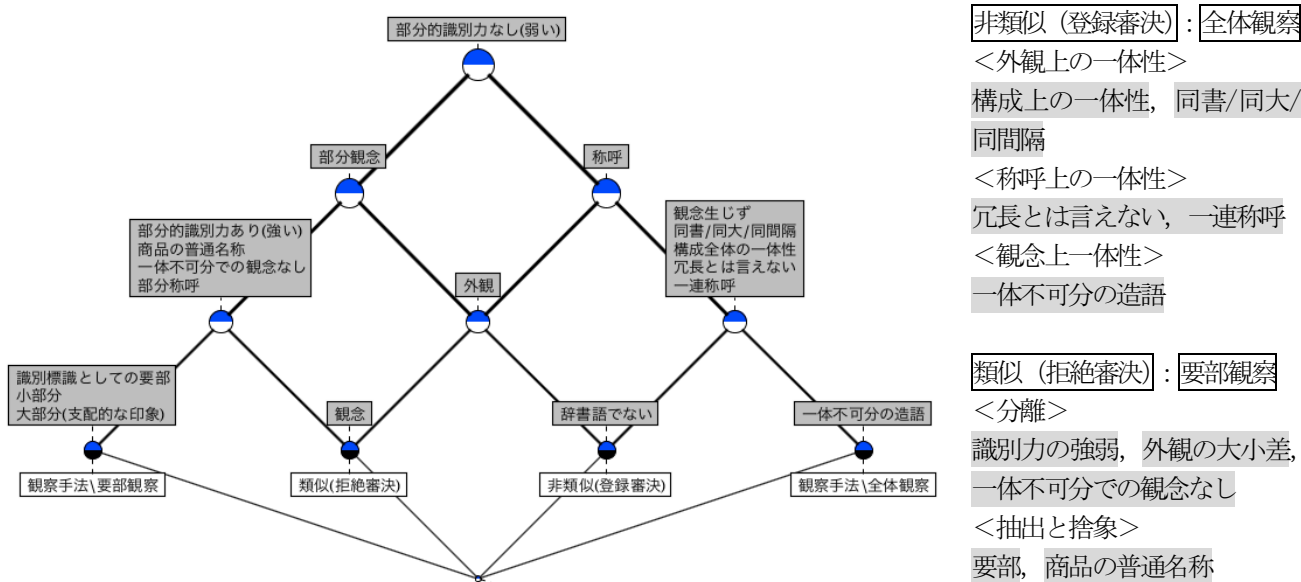 部分的識別力なし(弱い)
部分観念
称呼
部分的識別力あり(強い)
商品の普通名称
一体不可分での観念なし
部分称呼
観念生じず
同書/同大/同間隔
構成全体の一体性
冗長とは言えない
一連称呼
外観
識別標識としての要部
小部分
大部分(支配的な印象)
観念
辞書語でない
一体不可分の造語
観察手法\要部観察
類似(拒絶審決)
非類似(登録審決)
観察手法\全体観察
非類似（登録審決）：全体観察
＜外観上の一体性＞
構成上の一体性，同書/同大/
同間隔
＜称呼上の一体性＞
冗長とは言えない，一連称呼
＜観念上一体性＞
一体不可分の造語
類似（拒絶審決）：要部観察
＜分離＞
識別力の強弱，外観の大小差，
一体不可分での観念なし
＜抽出と捨象＞
要部，商品の普通名称